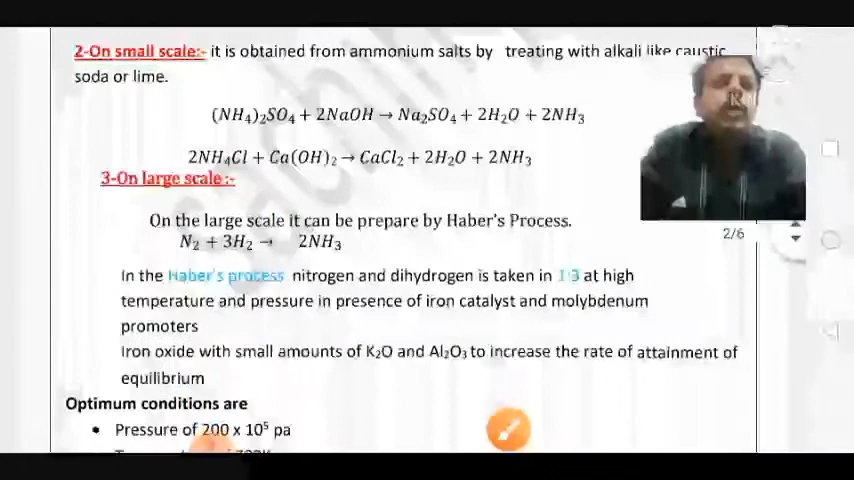 2-On small scale:- it is obtained from ammonium salts by treating with alkali like caustic
soda or lime.
(NH₄)₂SO₄ + 2NaOH → Na₂SO₄ + 2H₂O + 2NH₃
2NH₄Cl + Ca(OH)₂ → CaCl₂ + 2H₂O + 2NH₃
3-On large scale:-
On the large scale it can be prepare by Haber's Process.
N₂ + 3H₂ → 2NH₃
2/6
In the Haber's process nitrogen and dihydrogen is taken in 1:3 at high
temperature and pressure in presence of iron catalyst and molybdenum
promoters
Iron oxide with small amounts of K₂O and Al₂O₃ to increase the rate of attainment of
equilibrium
Optimum conditions are
• Pressure of 200 x 10⁵ pa